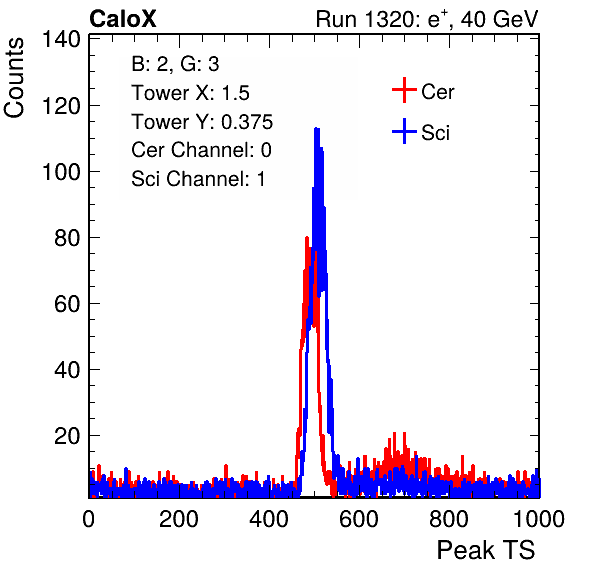 CaloX
Run 1320: e⁺, 40 GeV
Counts
140
120
100
80
60
40
20
B: 2, G: 3
Tower X: 1.5
Tower Y: 0.375
Cer Channel: 0
Sci Channel: 1
Cer
Sci
0 200 400 600 800 1000
Peak TS